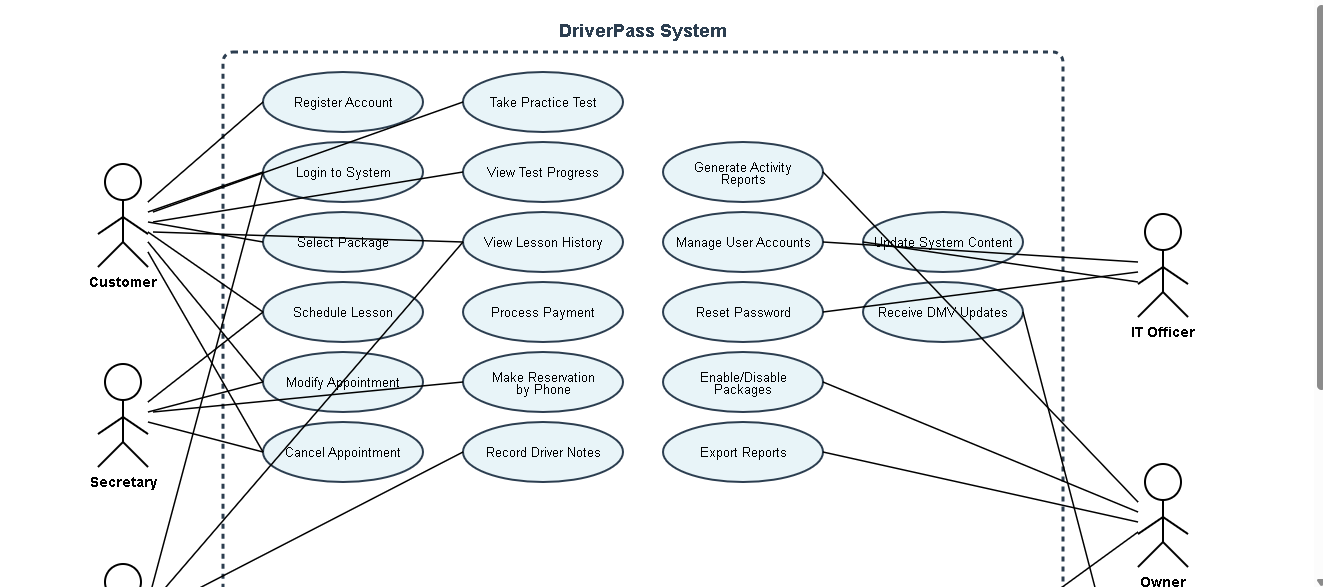 DriverPass System
Register Account
Take Practice Test
Login to System
View Test Progress
Generate Activity
Reports
Select Package
View Lesson History
Manage User Accounts
Update System Content
Customer
Schedule Lesson
Process Payment
Reset Password
Receive DMV Updates
IT Officer
Modify Appointment
Make Reservation
by Phone
Enable/Disable
Packages
Cancel Appointment
Record Driver Notes
Export Reports
Secretary
Owner